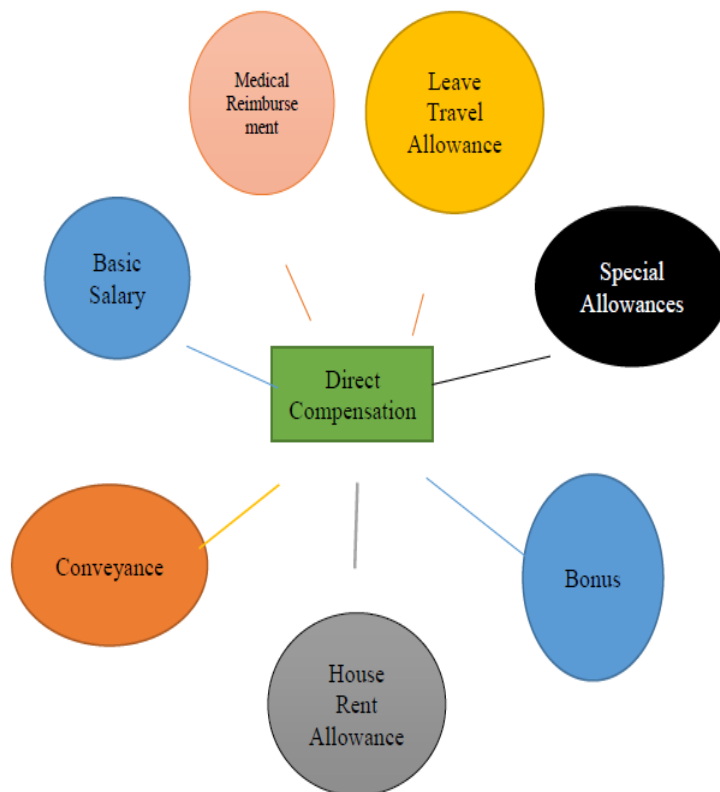 Medical
Reimburse
ment
Leave
Travel
Allowance
Basic
Salary
Special
Allowances
Direct
Compensation
Conveyance
Bonus
House
Rent
Allowance